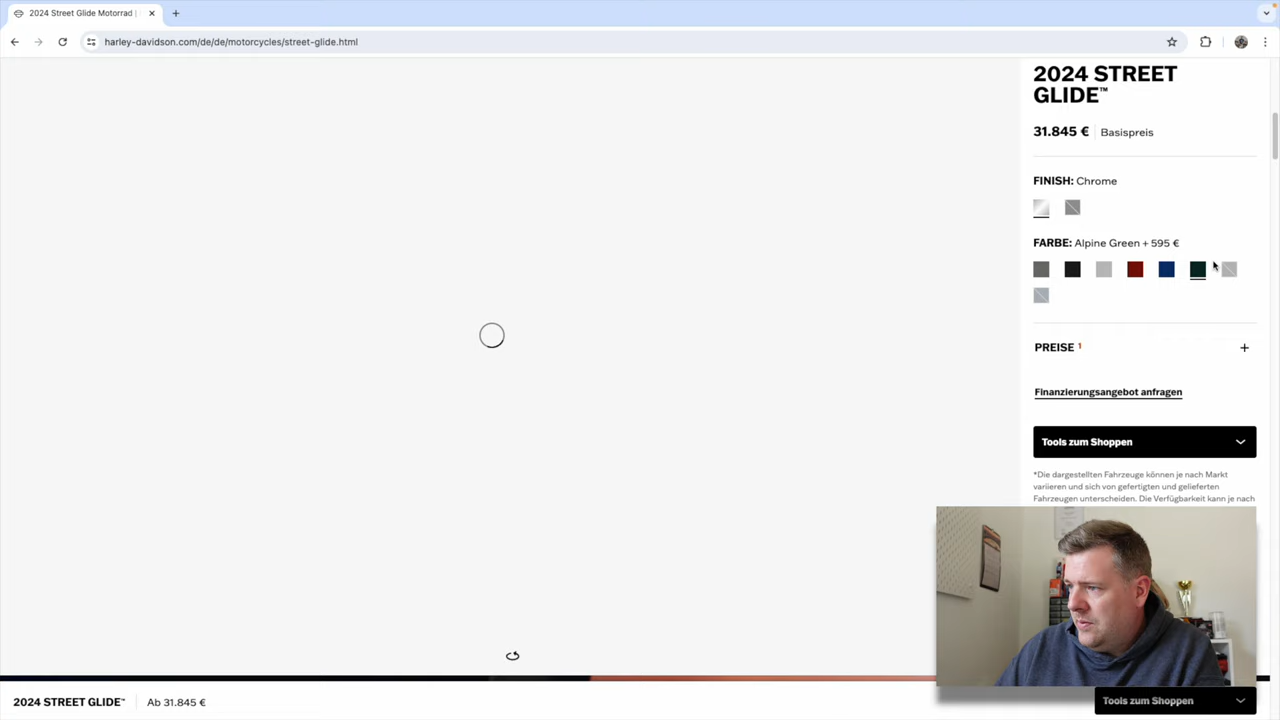 2024 Street Glide Motorrad |
harley-davidson.com/de/de/motorcycles/street-glide.html
2024 STREET
GLIDE™
31.845 € | Basispreis
FINISH: Chrome
FARBE: Alpine Green + 595 €
PREISE 1
Finanzierungsangebot anfragen
Tools zum Shoppen
*Die dargestellten Fahrzeuge können je nach Markt
variieren und sich von gefertigten und gelieferten
Fahrzeugen unterscheiden. Die Verfügbarkeit kann je nach
2024 STREET GLIDE™ | Ab 31.845 €
Tools zum Shoppen